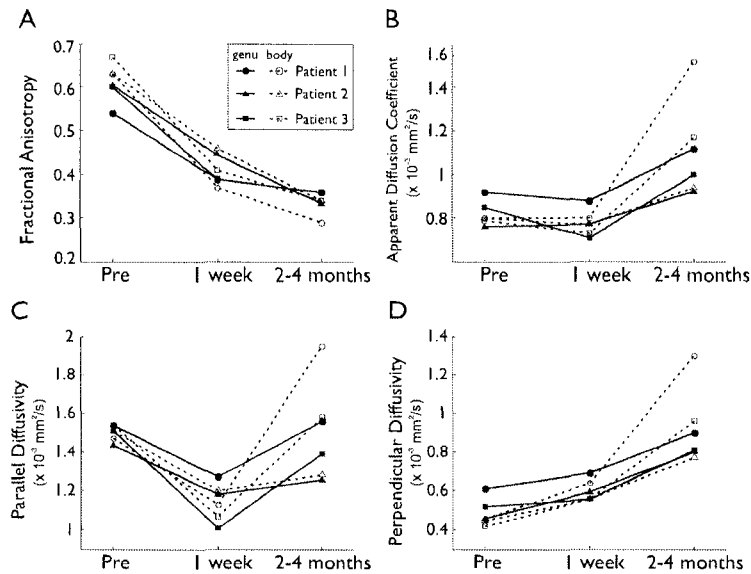 A
Fractional Anisotropy
0.7
0.6
0.5
0.4
0.3
0.2
Pre 1 week 2-4 months
genu body
Patient 1
Patient 2
Patient 3
B
Apparent Diffusion Coefficient
(x 10⁻³ mm²/s)
1.6
1.4
1.2
1
0.8
Pre 1 week 2-4 months
C
Parallel Diffusivity
(x 10⁻³ mm²/s)
2
1.8
1.6
1.4
1.2
1
Pre 1 week 2-4 months
D
Perpendicular Diffusivity
(x 10⁻³ mm²/s)
1.4
1.2
1
0.8
0.6
0.4
Pre 1 week 2-4 months